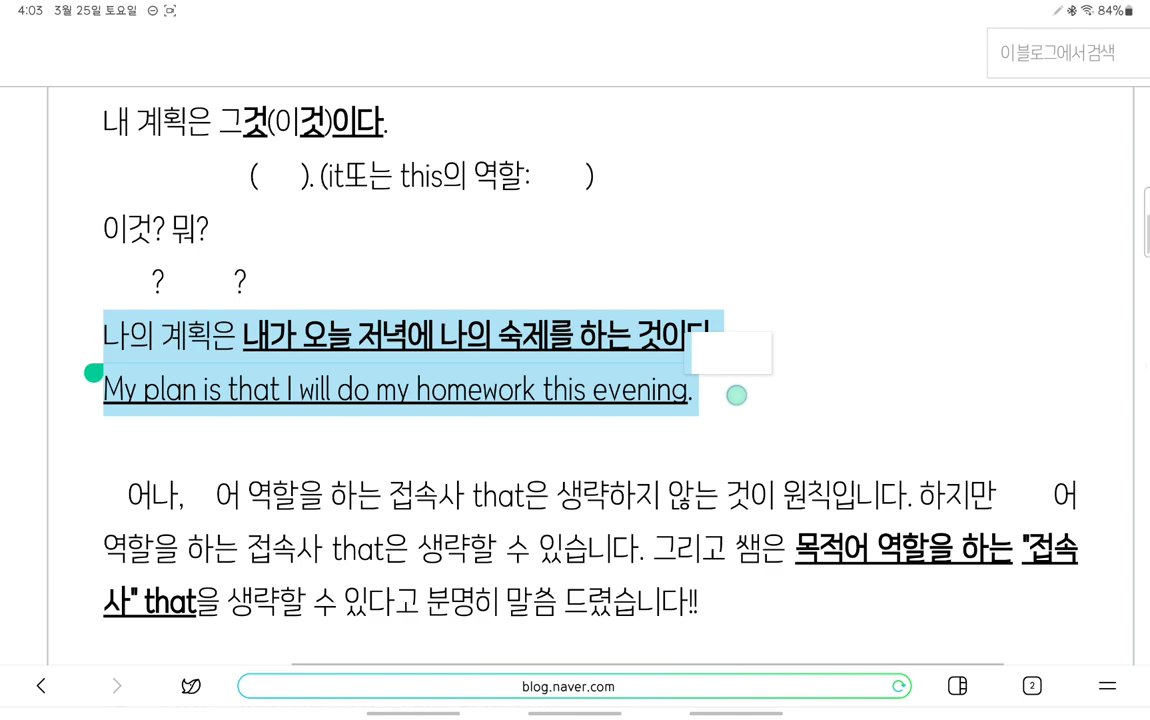 4:03 3월 25일 토요일 84%
이 블로그에서 검색
내 계획은 그것(이것)이다.
( ). (it또는 this의 역할: )
이것? 뭐?
? ?
나의 계획은 내가 오늘 저녁에 나의 숙제를 하는 것이다
My plan is that I will do my homework this evening.
어나, 어 역할을 하는 접속사 that은 생략하지 않는 것이 원칙입니다. 하지만 어
역할을 하는 접속사 that은 생략할 수 있습니다. 그리고 쌤은 목적어 역할을 하는 "접속
사" that을 생략할 수 있다고 분명히 말씀 드렸습니다!!
blog.naver.com
2